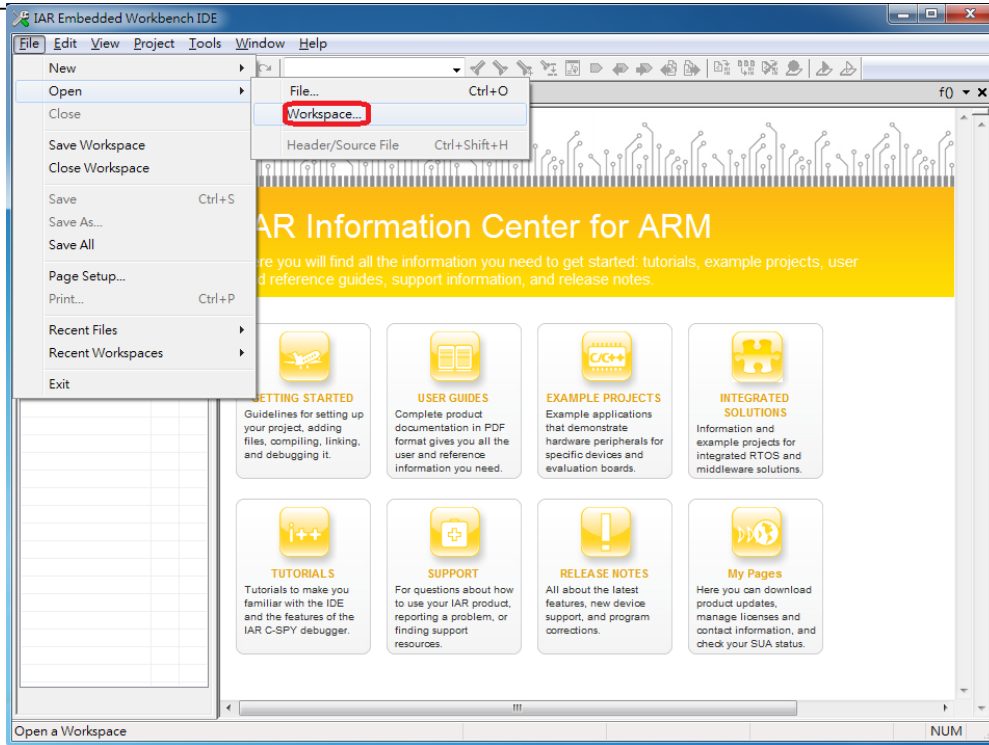 IAR Embedded Workbench IDE
File Edit View Project Tools Window Help
New
Open
Close
Save Workspace
Close Workspace
Save Ctrl+S
Save As...
Save All
Page Setup...
Print... Ctrl+P
Recent Files
Recent Workspaces
Exit
File... Ctrl+O
Workspace...
Header/Source File Ctrl+Shift+H
f()
AR Information Center for ARM
re you will find all the information you need to get started: tutorials, example projects, user
d reference guides, support information, and release notes.
GETTING STARTED
Guidelines for setting up
your project, adding
files, compiling, linking,
and debugging it.
USER GUIDES
Complete product
documentation in PDF
format gives you all the
user and reference
information you need.
C/C++
EXAMPLE PROJECTS
Example applications
that demonstrate
hardware peripherals for
specific devices and
evaluation boards.
INTEGRATED
SOLUTIONS
Information and
example projects for
integrated RTOS and
middleware solutions.
i++
TUTORIALS
Tutorials to make you
familiar with the IDE
and the features of the
IAR C-SPY debugger.
SUPPORT
For questions about how
to use your IAR product,
reporting a problem, or
finding support
resources.
RELEASE NOTES
All about the latest
features, new device
support, and program
corrections.
My Pages
Here you can download
product updates,
manage licenses and
contact information, and
check your SUA status.
Open a Workspace
NUM